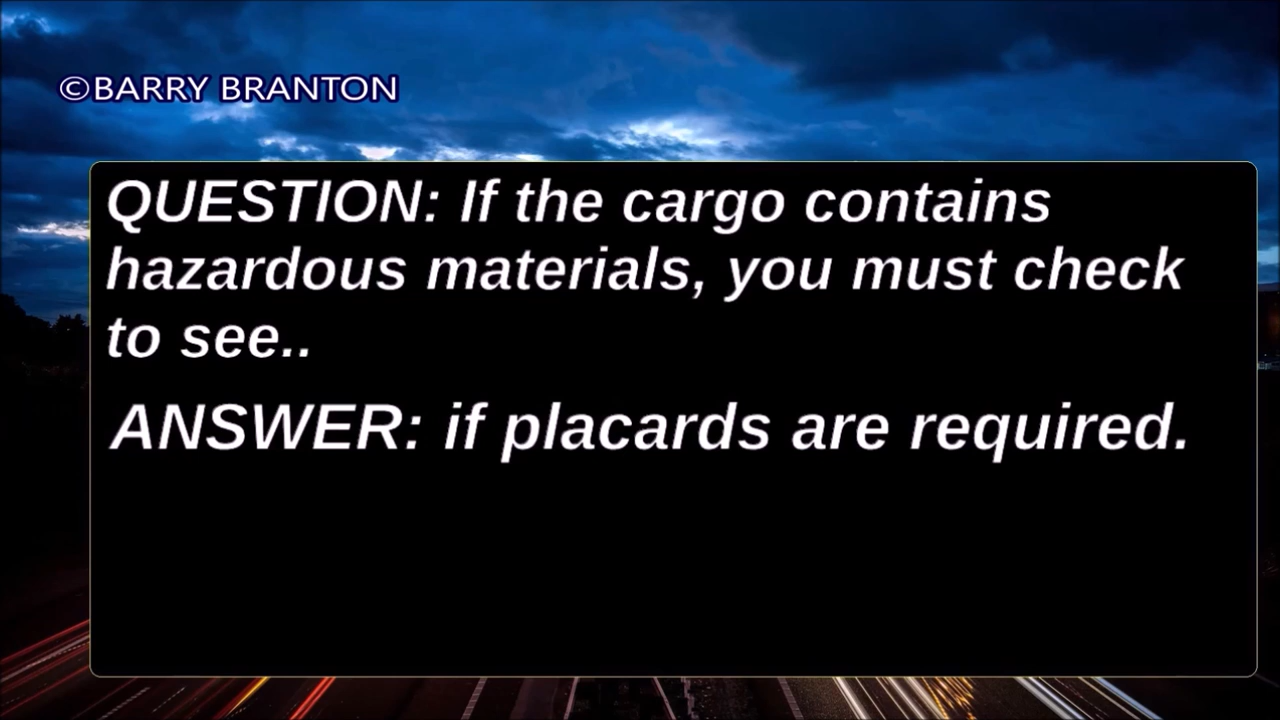 ©BARRY BRANTON
QUESTION: If the cargo contains
hazardous materials, you must check
to see..
ANSWER: if placards are required.